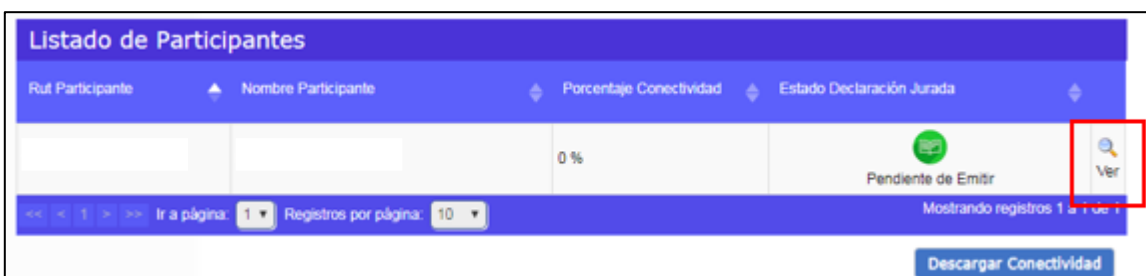 Listado de Participantes
Rut Participante Nombre Participante Porcentaje Conectividad Estado Declaración Jurada
0 % Pendiente de Emitir Ver
<< < 1 > >> Ir a página: 1 Registros por página: 10 Mostrando registros 1 a 1 de 1
Descargar Conectividad